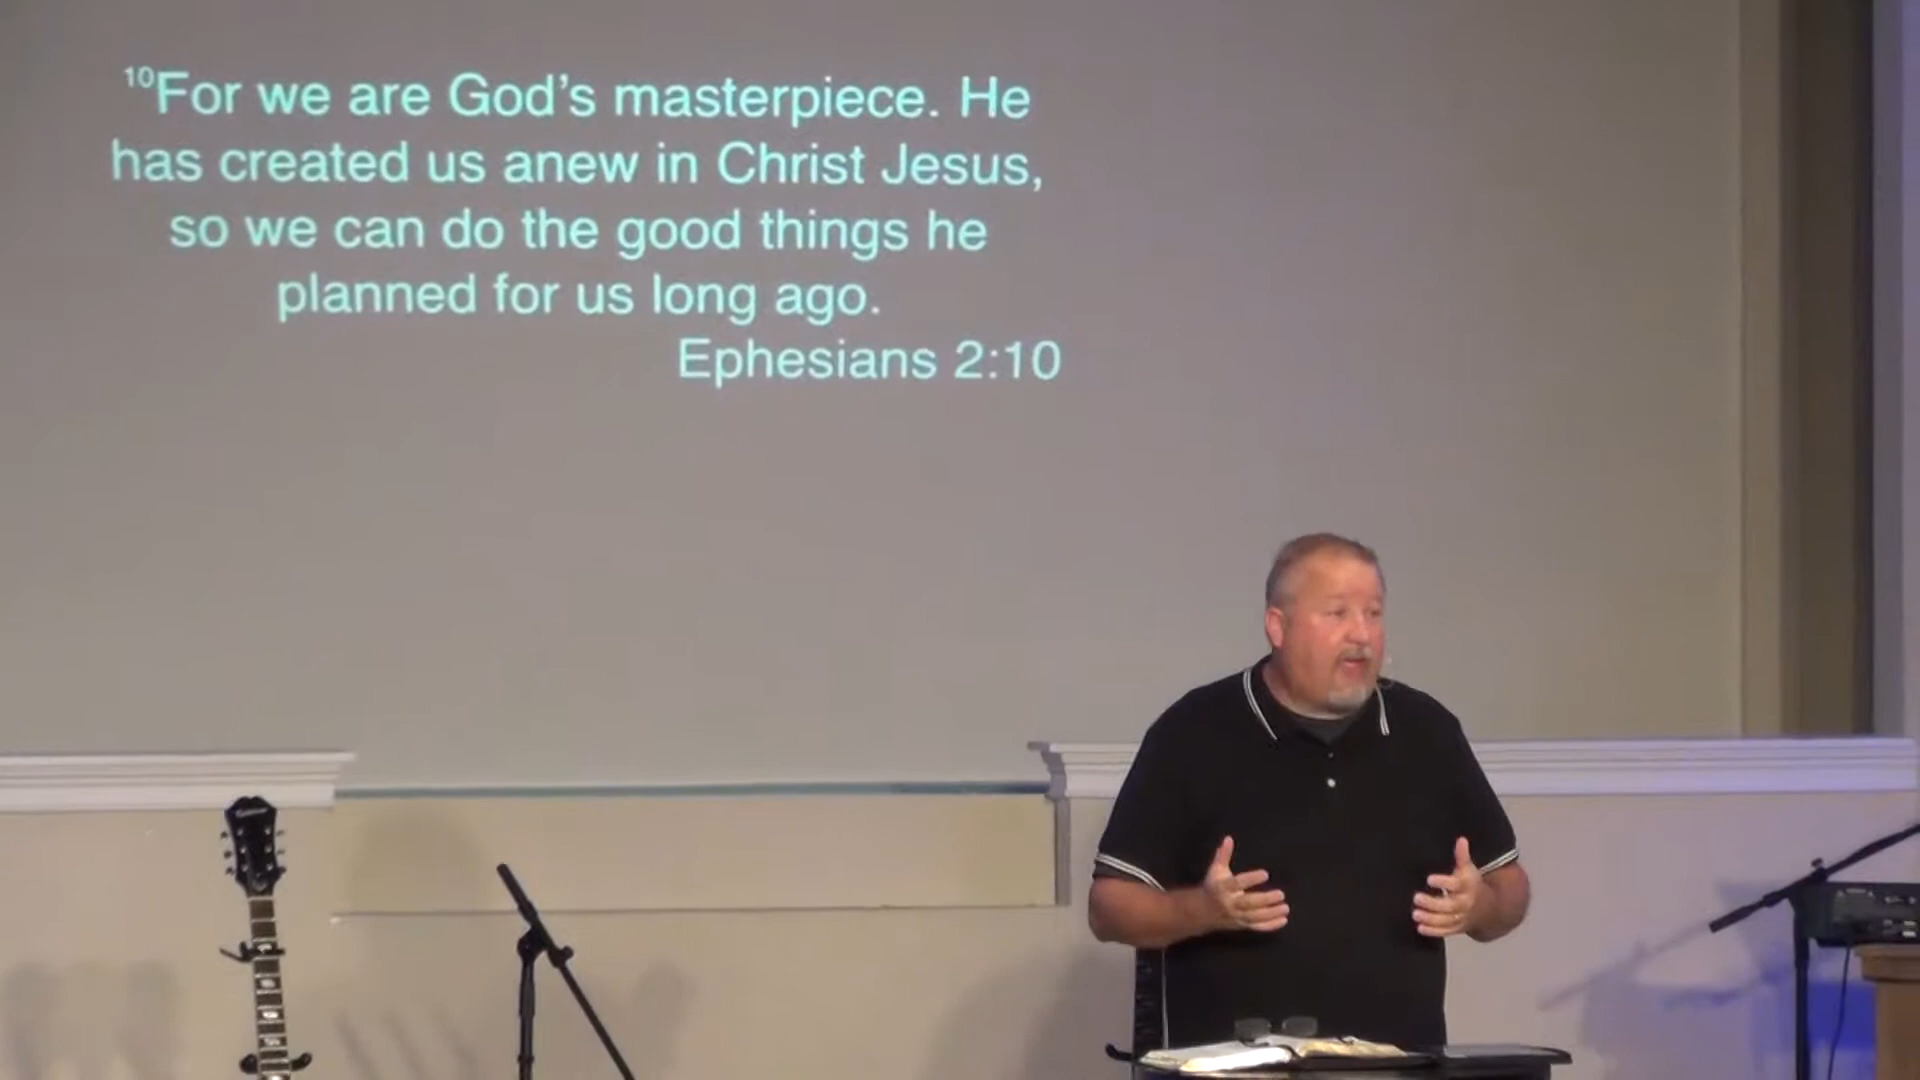 ¹⁰For we are God’s masterpiece. He
has created us anew in Christ Jesus,
so we can do the good things he
planned for us long ago.
Ephesians 2:10